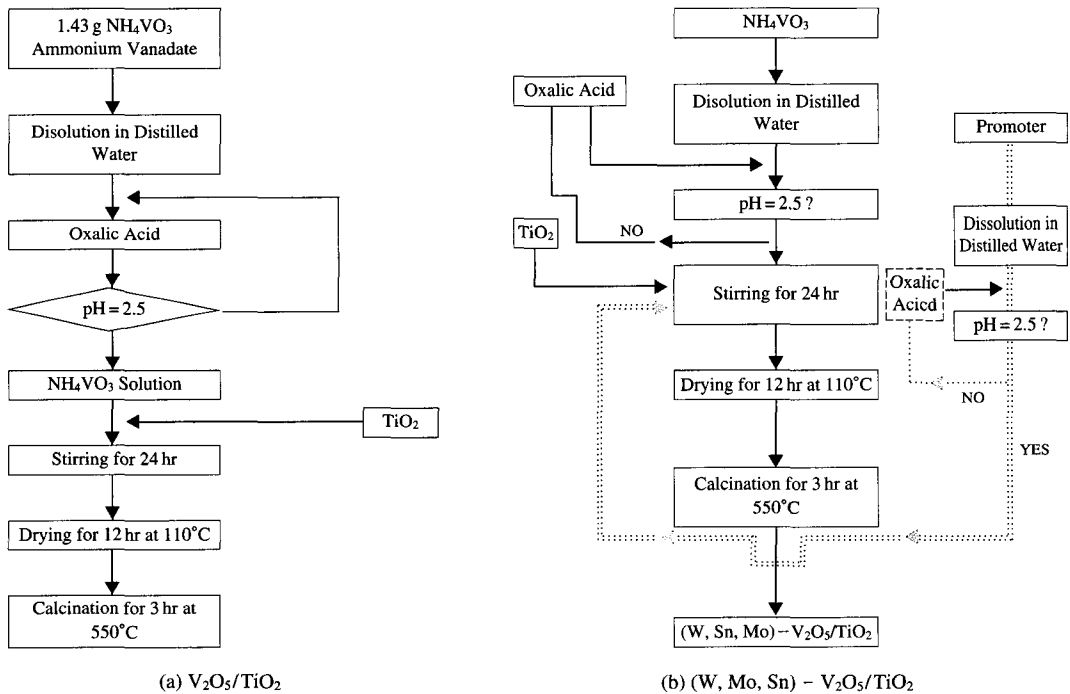 1.43 g NH₄VO₃
Ammonium Vanadate
Disolution in Distilled
Water
Oxalic Acid
pH = 2.5
NH₄VO₃ Solution
TiO₂
Stirring for 24 hr
Drying for 12 hr at 110°C
Calcination for 3 hr at
550°C
(a) V₂O₅/TiO₂
NH₄VO₃
Oxalic Acid
Disolution in Distilled
Water
Promoter
pH = 2.5 ?
Dissolution in
Distilled Water
TiO₂
NO
Stirring for 24 hr
Oxalic
Acicd
pH = 2.5 ?
Drying for 12 hr at 110°C
NO
YES
Calcination for 3 hr at
550°C
(W, Sn, Mo) – V₂O₅/TiO₂
(b) (W, Mo, Sn) – V₂O₅/TiO₂